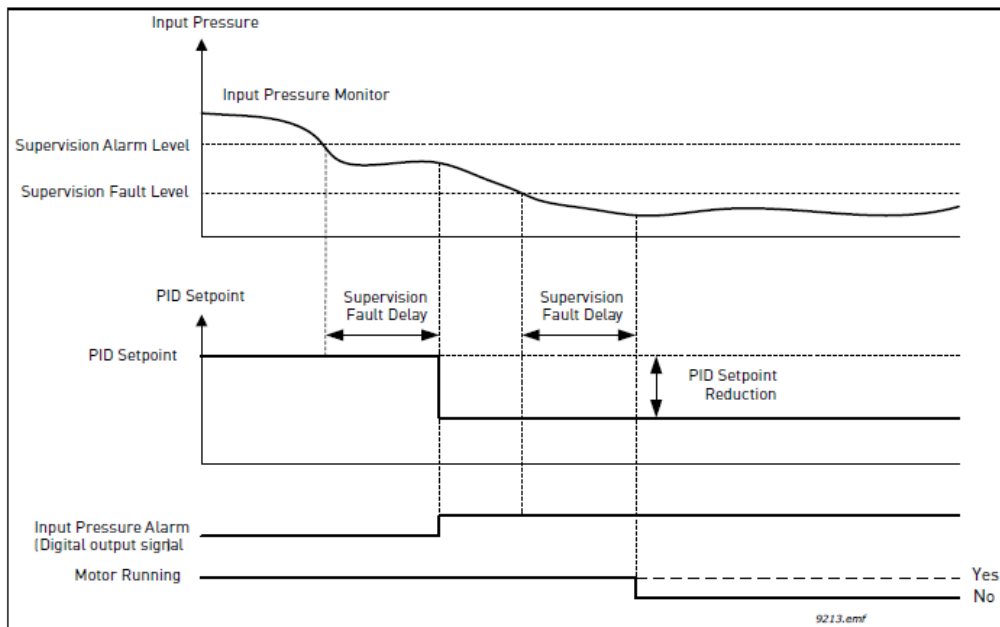 Input Pressure
Input Pressure Monitor
Supervision Alarm Level
Supervision Fault Level
PID Setpoint
Supervision
Fault Delay
Supervision
Fault Delay
PID Setpoint
PID Setpoint
Reduction
Input Pressure Alarm
(Digital output signal)
Motor Running
Yes
No
9213.emf